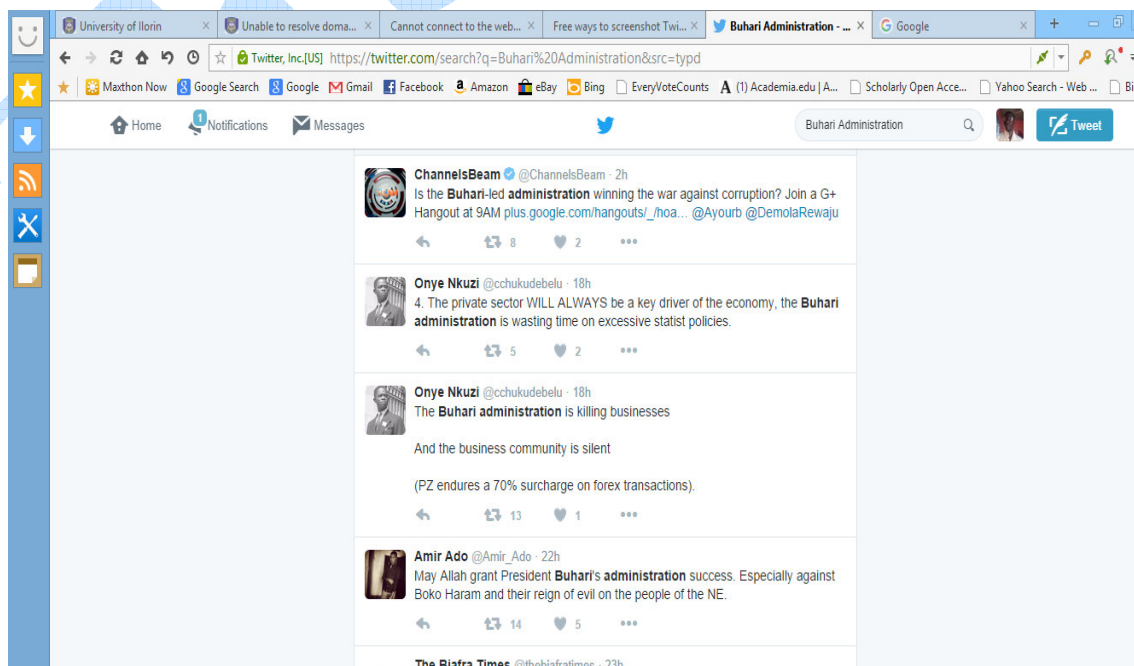 University of Ilorin
Unable to resolve doma...
Cannot connect to the web...
Free ways to screenshot Twi...
Buhari Administration - ...
Google
Twitter, Inc.[US] https://twitter.com/search?q=Buhari%20Administration&src=typd
Maxthon Now Google Search Google Gmail Facebook Amazon eBay Bing EveryVoteCounts (1) Academia.edu | A... Scholarly Open Acce... Yahoo Search - Web ... Bi
Home 1 Notifications Messages Buhari Administration Tweet
ChannelsBeam @ChannelsBeam · 2h
Is the Buhari-led administration winning the war against corruption? Join a G+
Hangout at 9AM plus.google.com/hangouts/_/hoa... @Ayourb @DemolaRewaju
8 2
Onye Nkuzi @cchukudebelu · 18h
4. The private sector WILL ALWAYS be a key driver of the economy, the Buhari
administration is wasting time on excessive statist policies.
5 2
Onye Nkuzi @cchukudebelu · 18h
The Buhari administration is killing businesses
And the business community is silent
(PZ endures a 70% surcharge on forex transactions).
13 1
Amir Ado @Amir_Ado · 22h
May Allah grant President Buhari's administration success. Especially against
Boko Haram and their reign of evil on the people of the NE.
14 5
The Biafra Times @thebiafratimes · 23h